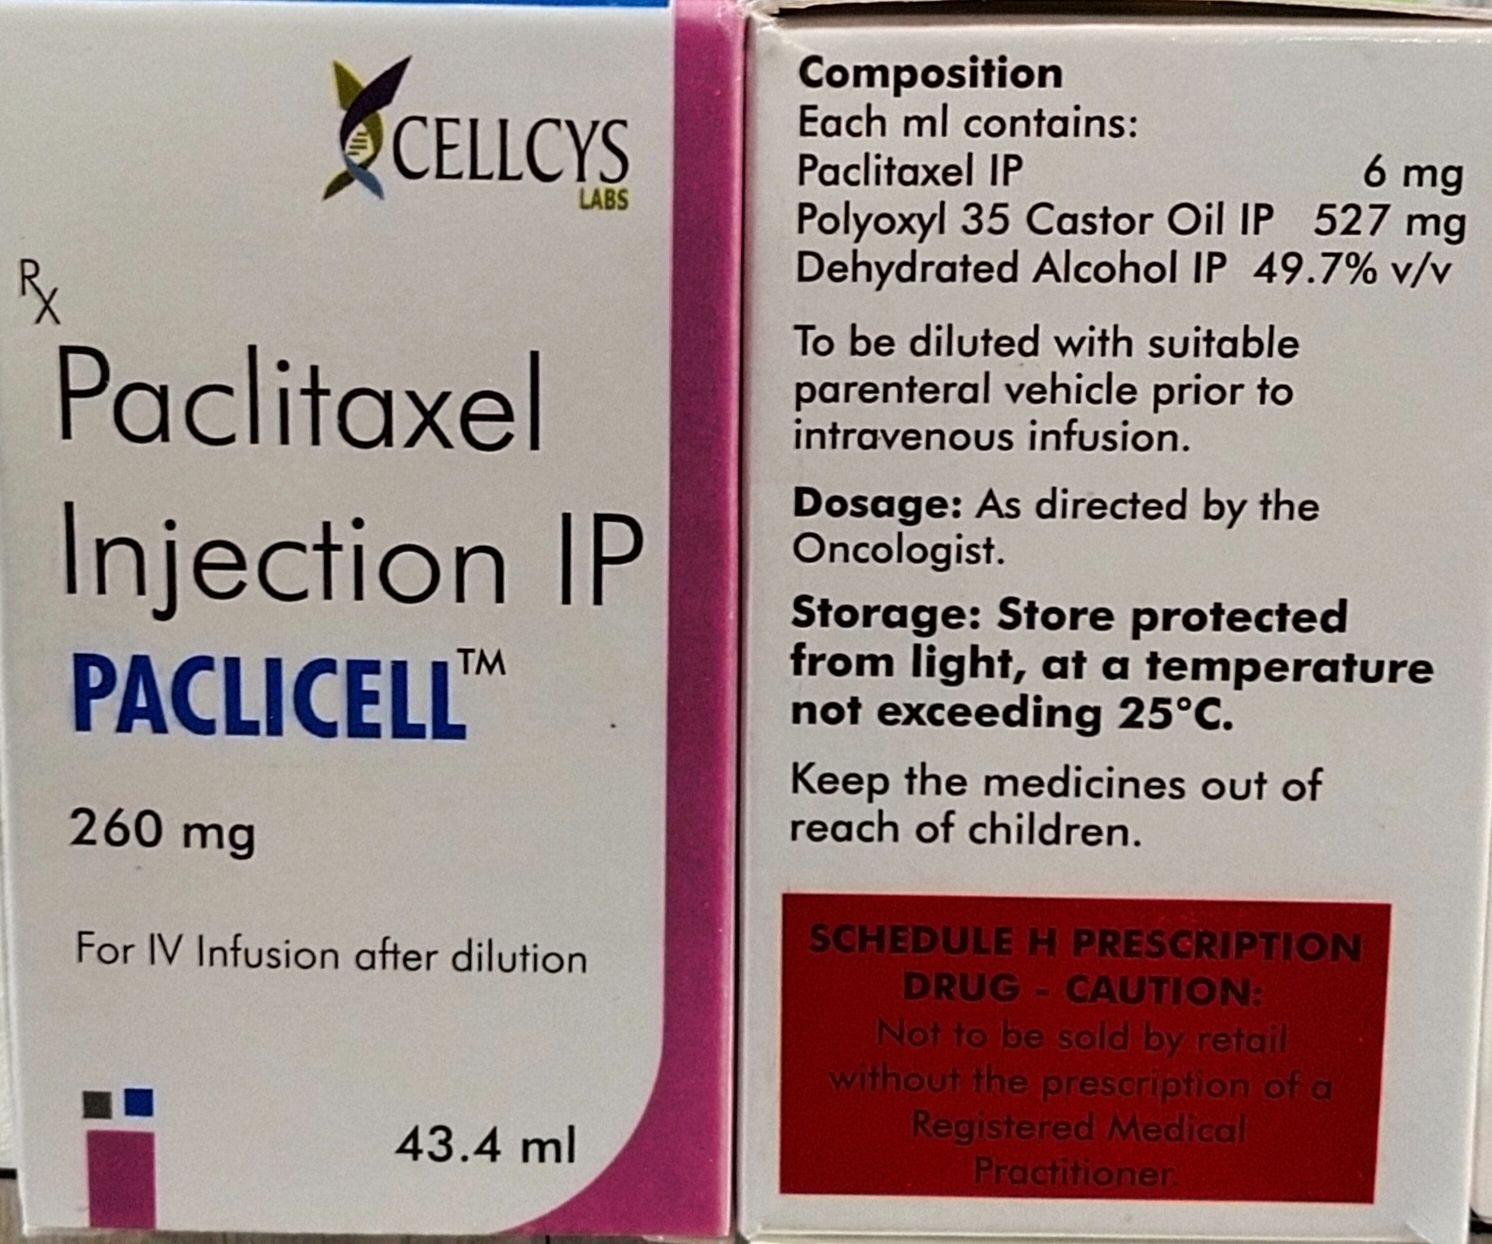 CELLCYS
LABS
Rx
Paclitaxel
Injection IP
PACLICELL™
260 mg
For IV Infusion after dilution
43.4 ml
Composition
Each ml contains:
Paclitaxel IP 6 mg
Polyoxyl 35 Castor Oil IP 527 mg
Dehydrated Alcohol IP 49.7% v/v
To be diluted with suitable
parenteral vehicle prior to
intravenous infusion.
Dosage: As directed by the
Oncologist.
Storage: Store protected
from light, at a temperature
not exceeding 25°C.
Keep the medicines out of
reach of children.
SCHEDULE H PRESCRIPTION
DRUG - CAUTION:
Not to be sold by retail
without the prescription of a
Registered Medical
Practitioner.